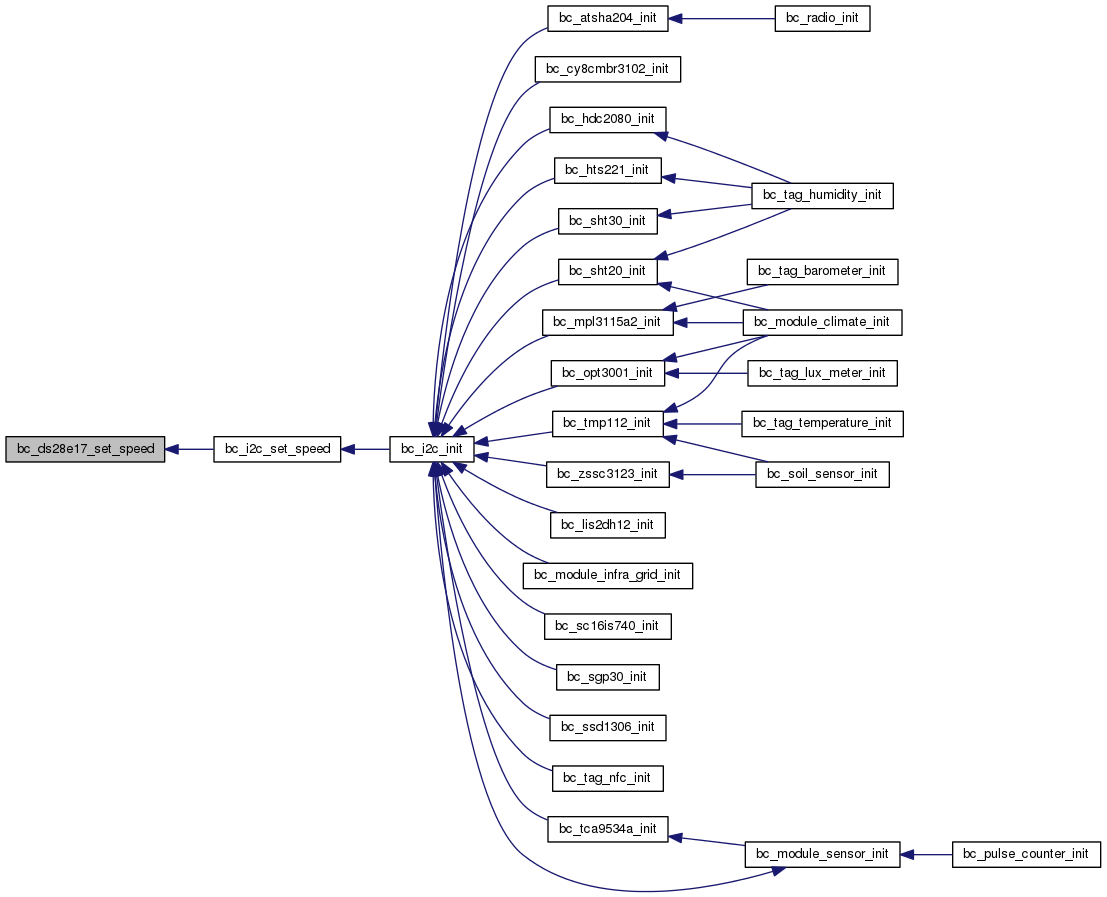 bc_atsha204_init
bc_radio_init
bc_cy8cmbr3102_init
bc_hdc2080_init
bc_hts221_init
bc_tag_humidity_init
bc_sht30_init
bc_sht20_init
bc_tag_barometer_init
bc_mpl3115a2_init
bc_module_climate_init
bc_opt3001_init
bc_tag_lux_meter_init
bc_tmp112_init
bc_tag_temperature_init
bc_ds28e17_set_speed
bc_i2c_set_speed
bc_i2c_init
bc_zssc3123_init
bc_soil_sensor_init
bc_lis2dh12_init
bc_module_infra_grid_init
bc_sc16is740_init
bc_sgp30_init
bc_ssd1306_init
bc_tag_nfc_init
bc_tca9534a_init
bc_module_sensor_init
bc_pulse_counter_init